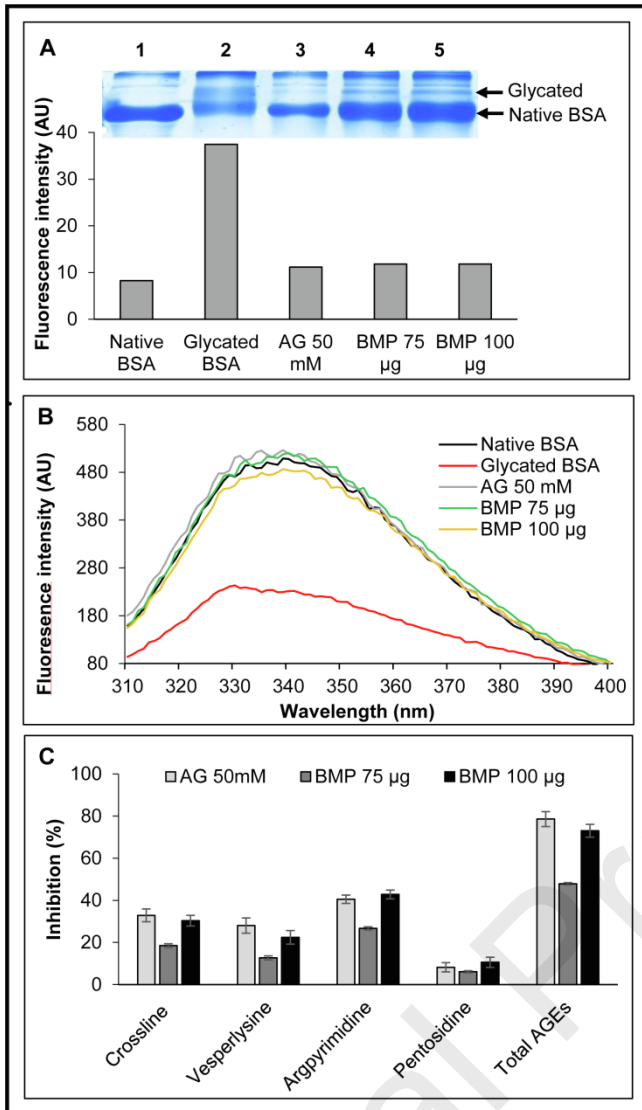 A
1 2 3 4 5
Glycated
Native BSA
Fluorescence intensity (AU)
40
30
20
10
0
Native BSA
Glycated BSA
AG 50 mM
BMP 75 µg
BMP 100 µg
B
Fluoresence intensity (AU)
580
480
380
280
180
80
Native BSA
Glycated BSA
AG 50 mM
BMP 75 µg
BMP 100 µg
310 320 330 340 350 360 370 380 390 400
Wavelength (nm)
C
AG 50mM BMP 75 µg BMP 100 µg
Inhibition (%)
100
80
60
40
20
0
Crossline
Vesperlysine
Argpyrimidine
Pentosidine
Total AGEs